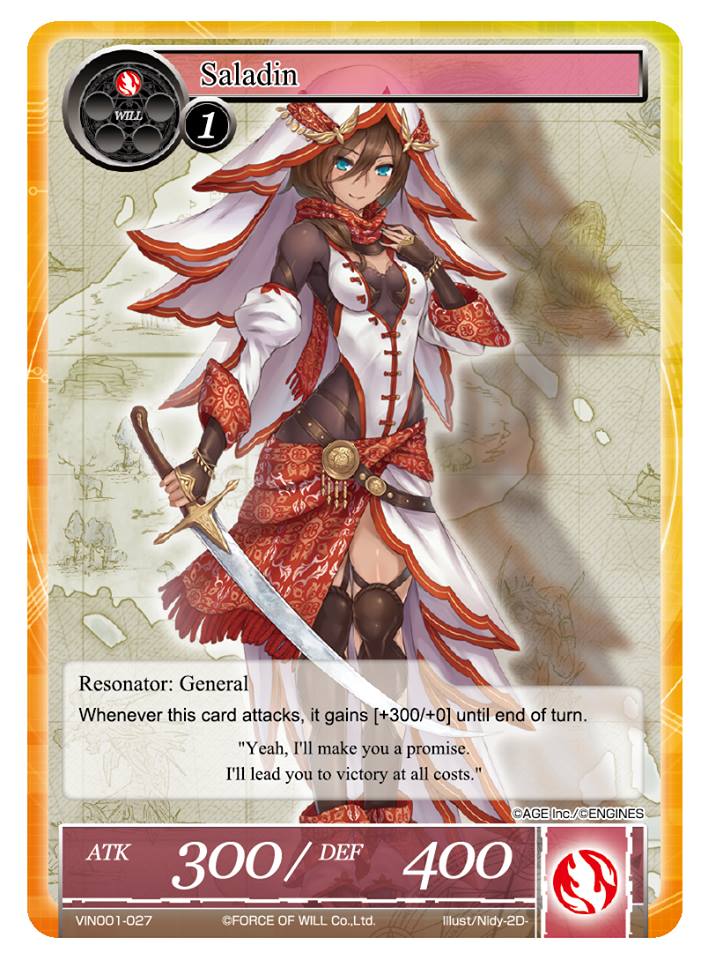 Saladin
WILL
1
Resonator: General
Whenever this card attacks, it gains [+300/+0] until end of turn.
"Yeah, I'll make you a promise.
I'll lead you to victory at all costs."
©AGE Inc./©ENGINES
ATK 300/ DEF 400
VIN001-027 ©FORCE OF WILL Co.,Ltd. Illust/Nidy-2D-